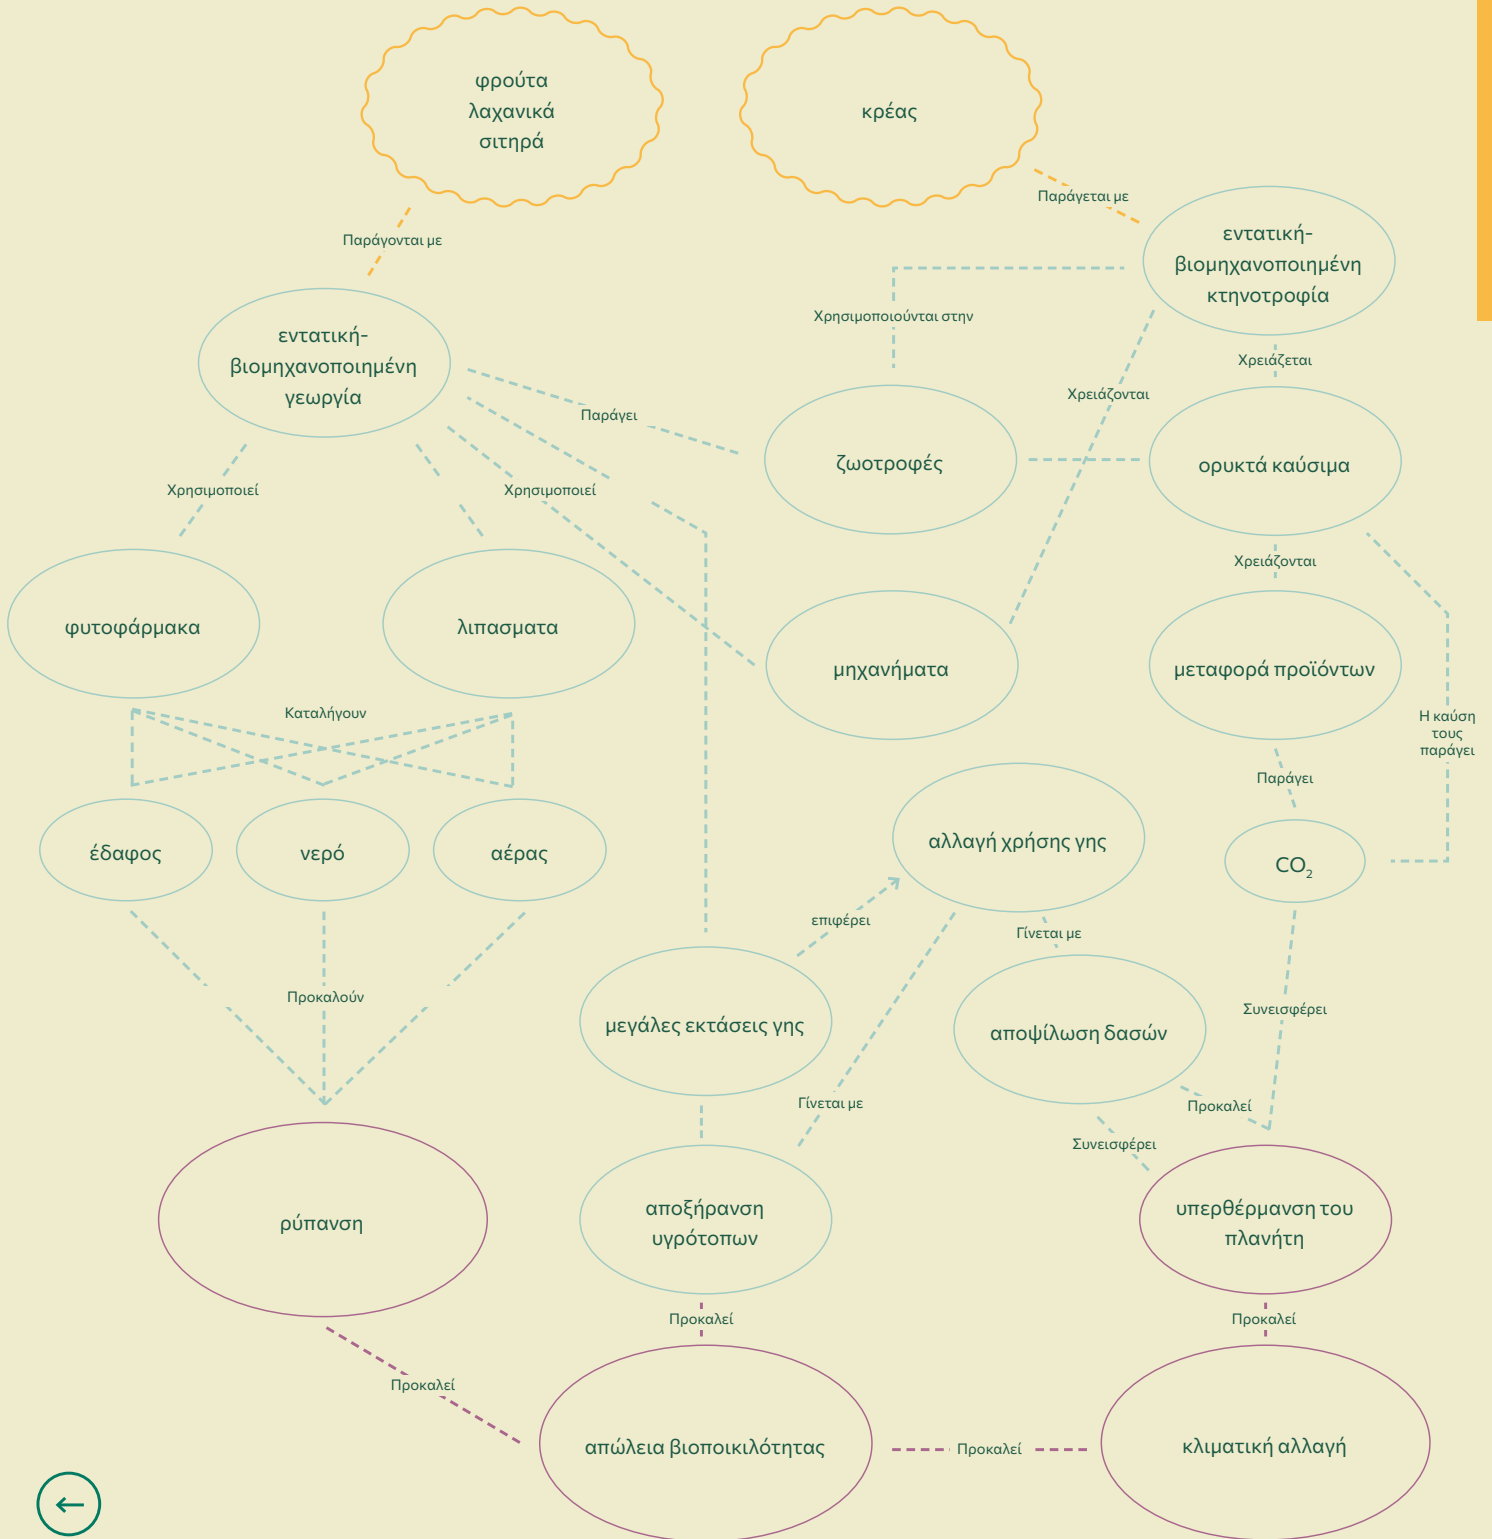 φρούτα
λαχανικά
σιτηρά
κρέας
Παράγεται με
Παράγονται με
εντατική-
βιομηχανοποιημένη
κτηνοτροφία
Χρησιμοποιούνται στην
εντατική-
βιομηχανοποιημένη
γεωργία
Χρειάζεται
Χρειάζονται
Παράγει
ζωοτροφές
ορυκτά καύσιμα
Χρησιμοποιεί
Χρησιμοποιεί
Χρειάζονται
φυτοφάρμακα
λιπασματα
μηχανήματα
μεταφορά προϊόντων
Καταλήγουν
Η καύση
τους
παράγει
Παράγει
έδαφος
νερό
αέρας
αλλαγή χρήσης γης
CO₂
επιφέρει
Γίνεται με
Προκαλούν
μεγάλες εκτάσεις γης
αποψίλωση δασών
Συνεισφέρει
Γίνεται με
Προκαλεί
Συνεισφέρει
ρύπανση
αποξήρανση
υγρότοπων
υπερθέρμανση του
πλανήτη
Προκαλεί
Προκαλεί
Προκαλεί
απώλεια βιοποικιλότητας
Προκαλεί
κλιματική αλλαγή